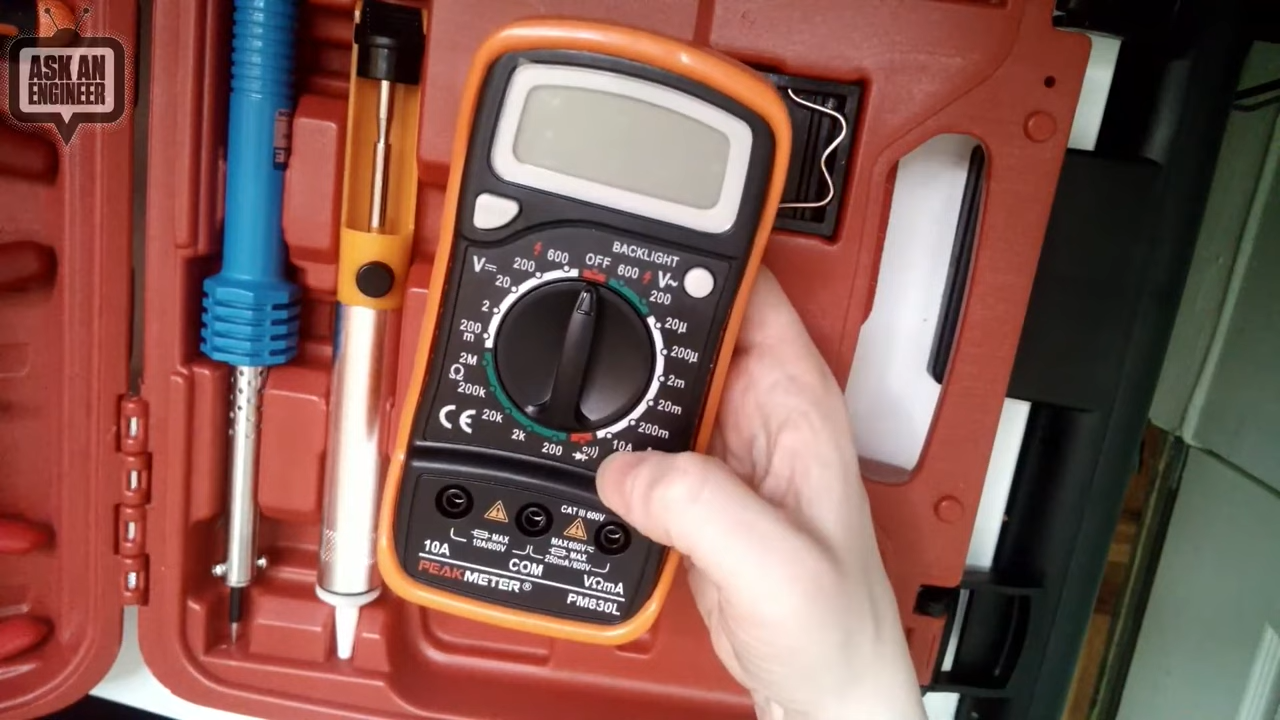 ASK AN
ENGINEER
BACKLIGHT
OFF
V⎓
600
200
20
2
200
m
2M
Ω
200k
20k
2k
200
600
V~
200
20µ
200µ
2m
20m
200m
10A
CE
CAT III 600V
MAX
10A/600V
MAX600V
MAX
250mA/600V
10A
COM
VΩmA
PEAKMETER®
PM830L